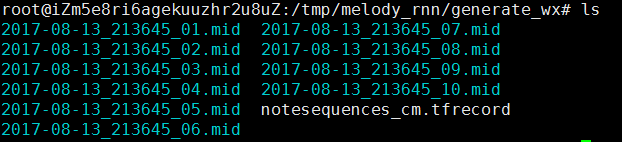 root@iZm5e8ri6agekuuzhr2u8uZ:/tmp/melody_rnn/generate_wx# ls
2017-08-13_213645_01.mid  2017-08-13_213645_07.mid
2017-08-13_213645_02.mid  2017-08-13_213645_08.mid
2017-08-13_213645_03.mid  2017-08-13_213645_09.mid
2017-08-13_213645_04.mid  2017-08-13_213645_10.mid
2017-08-13_213645_05.mid  notesequences_cm.tfrecord
2017-08-13_213645_06.mid